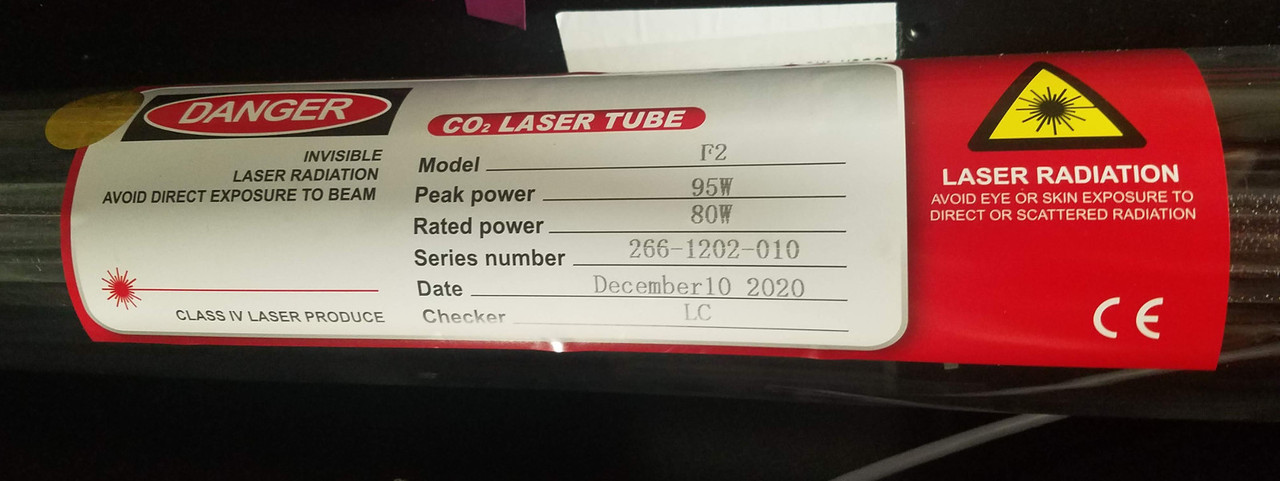 DANGER
INVISIBLE
LASER RADIATION
AVOID DIRECT EXPOSURE TO BEAM
CLASS IV LASER PRODUCE
CO₂ LASER TUBE
Model F2
Peak power 95W
Rated power 80W
Series number 266-1202-010
Date December10 2020
Checker LC
LASER RADIATION
AVOID EYE OR SKIN EXPOSURE TO
DIRECT OR SCATTERED RADIATION
CE